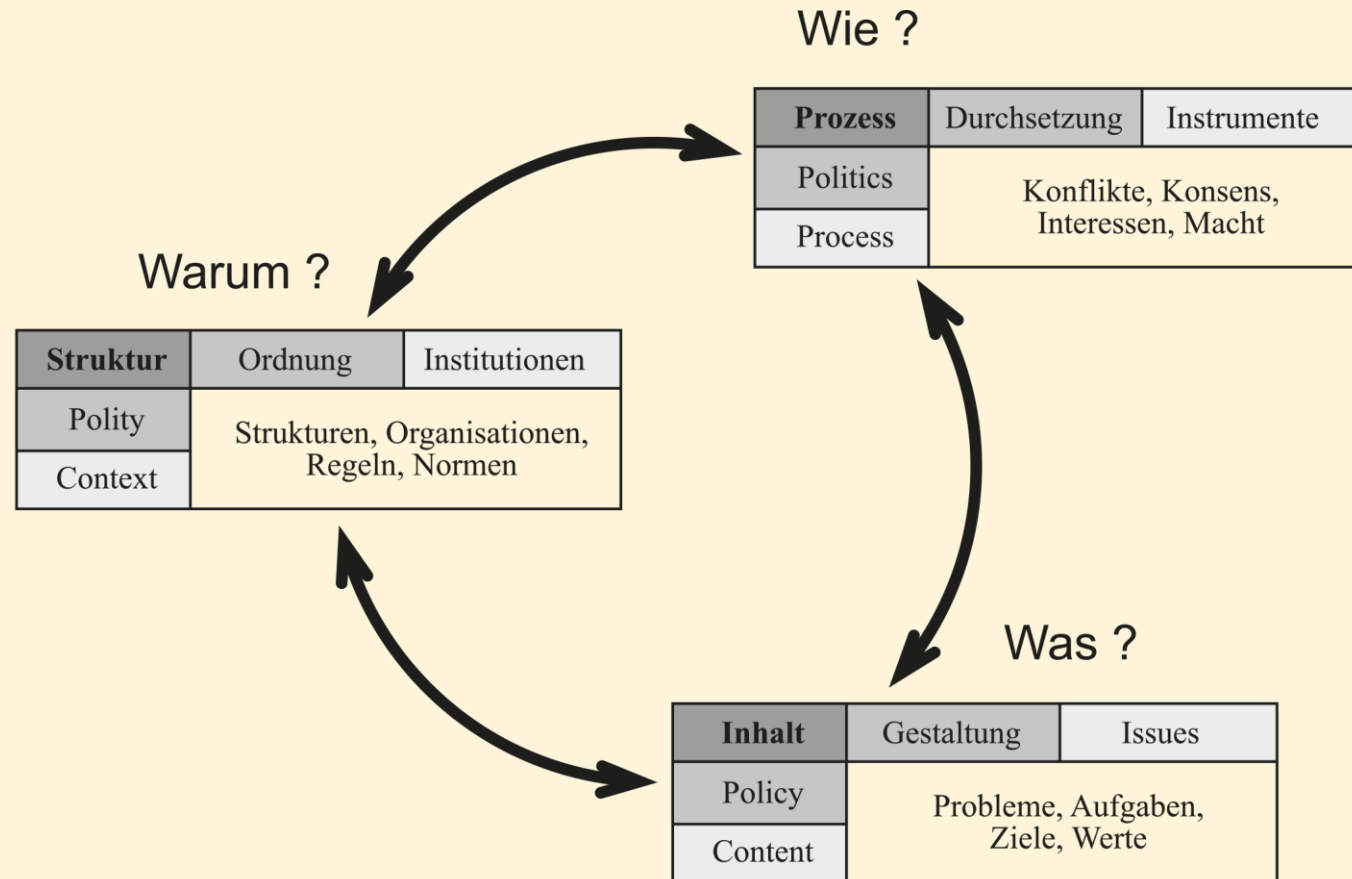 Wie ?
Prozess Durchsetzung Instrumente
Politics
Konflikte, Konsens,
Interessen, Macht
Process
Warum ?
Struktur Ordnung Institutionen
Polity
Strukturen, Organisationen,
Regeln, Normen
Context
Was ?
Inhalt Gestaltung Issues
Policy
Probleme, Aufgaben,
Ziele, Werte
Content